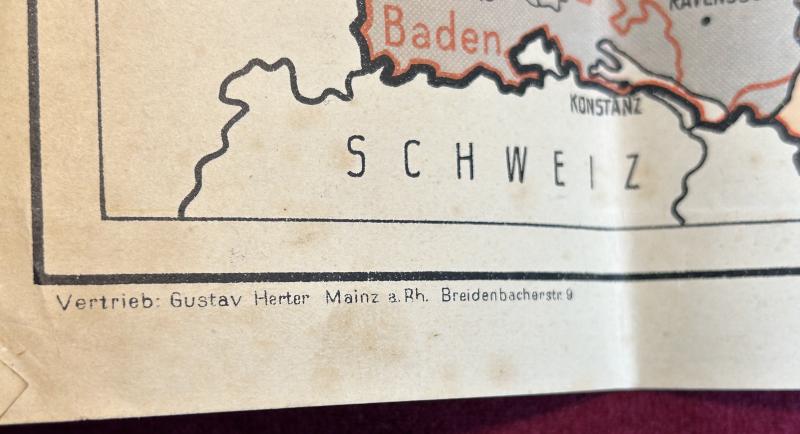 Baden
KONSTANZ
SCHWEIZ
Vertrieb: Gustav Herter Mainz a. Rh. Breidenbacherstr. 9